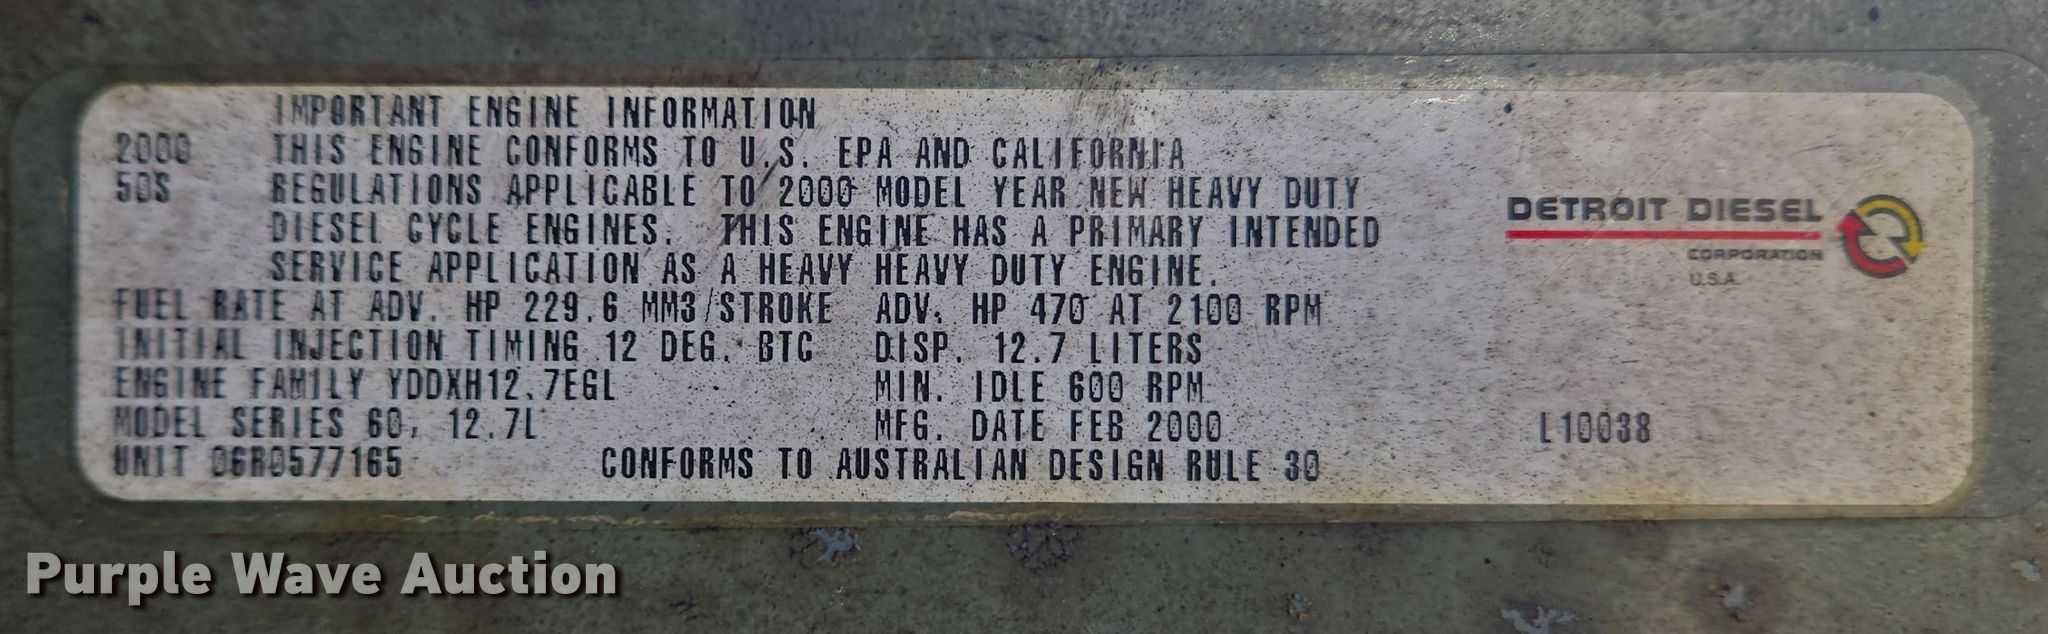 IMPORTANT ENGINE INFORMATION
2000 THIS ENGINE CONFORMS TO U.S. EPA AND CALIFORNIA
50S REGULATIONS APPLICABLE TO 2000 MODEL YEAR NEW HEAVY DUTY
DIESEL CYCLE ENGINES. THIS ENGINE HAS A PRIMARY INTENDED
SERVICE APPLICATION AS A HEAVY HEAVY DUTY ENGINE.
FUEL RATE AT ADV. HP 229.6 MM3/STROKE ADV. HP 470 AT 2100 RPM
INITIAL INJECTION TIMING 12 DEG. BTC DISP. 12.7 LITERS
ENGINE FAMILY YDDXH12.7EGL MIN. IDLE 600 RPM
MODEL SERIES 60, 12.7L MFG. DATE FEB 2000
UNIT 06R0577165 CONFORMS TO AUSTRALIAN DESIGN RULE 30
DETROIT DIESEL
CORPORATION
U.S.A.
L10038
Purple Wave Auction